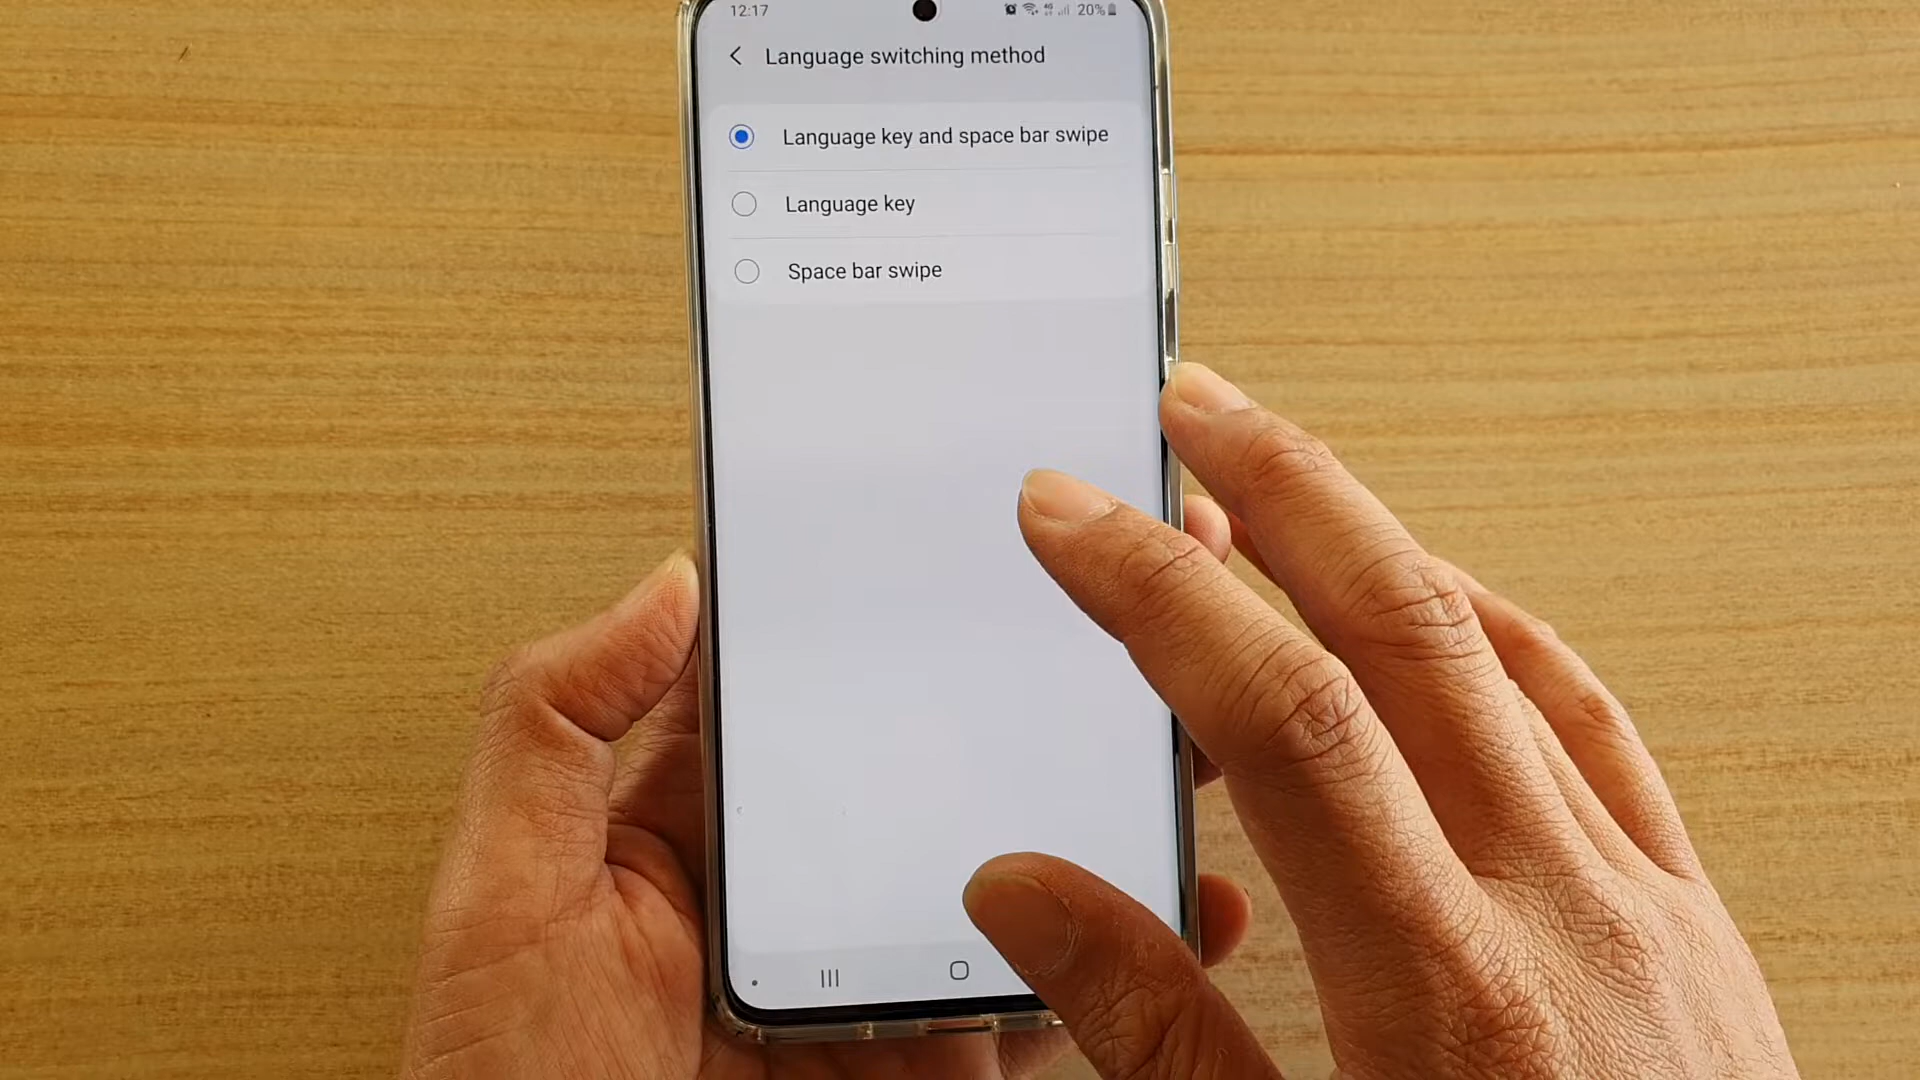 12:17
20%
Language switching method
Language key and space bar swipe
Language key
Space bar swipe